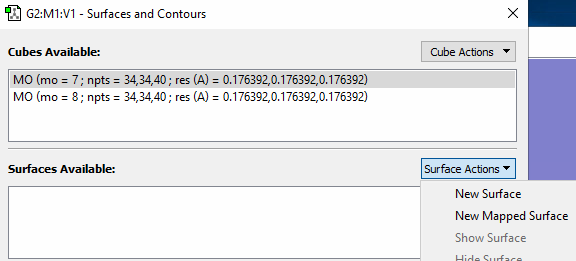 G2:M1:V1 - Surfaces and Contours
Cubes Available:
Cube Actions
MO (mo = 7 ; npts = 34,34,40 ; res (A) = 0.176392,0.176392,0.176392)
MO (mo = 8 ; npts = 34,34,40 ; res (A) = 0.176392,0.176392,0.176392)
Surfaces Available:
Surface Actions
New Surface
New Mapped Surface
Show Surface
Hide Surface